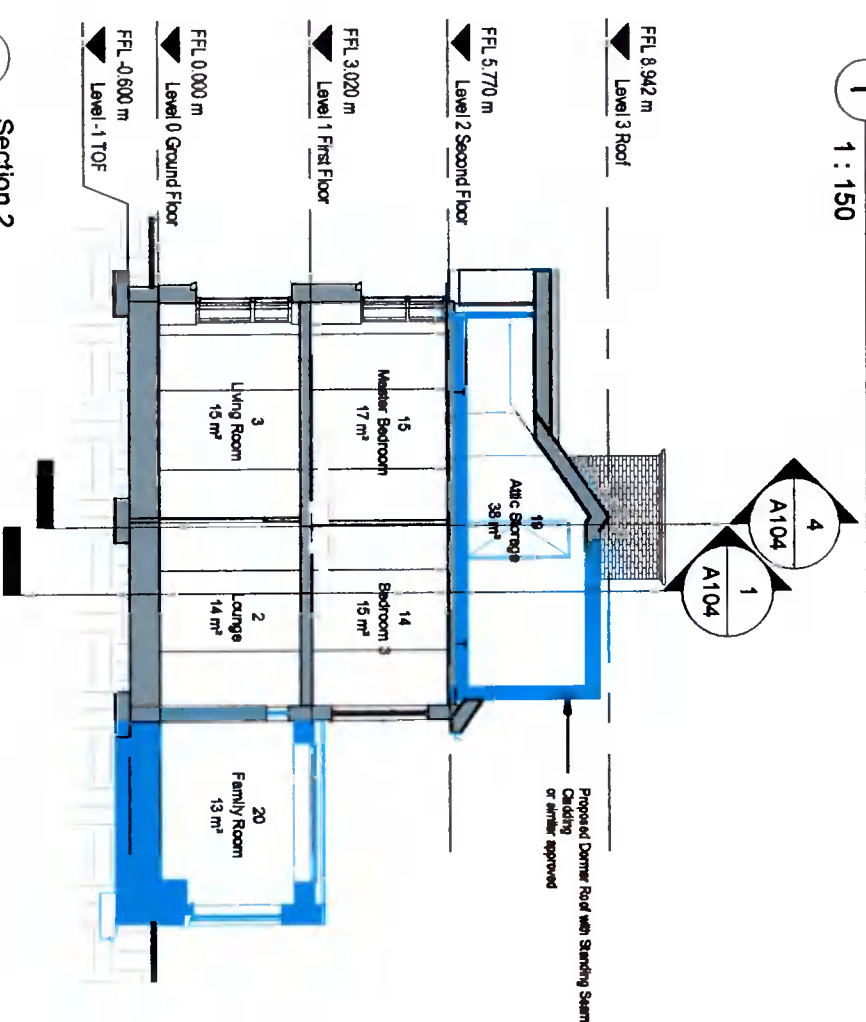 1
1 : 150
FFL 8.942 m
Level 3 Roof
FFL 5.770 m
Level 2 Second Floor
FFL 3.020 m
Level 1 First Floor
FFL 0.000 m
Level 0 Ground Floor
FFL -0.600 m
Level -1 TOF
4
A104
1
A104
19
Attic Storage
38 m²
15
Master Bedroom
17 m²
14
Bedroom 3
15 m²
3
Living Room
15 m²
2
Lounge
14 m²
20
Family Room
13 m²
Proposed Dormer Roof with Standing Seam
Cladding
or similar approved
Section 2